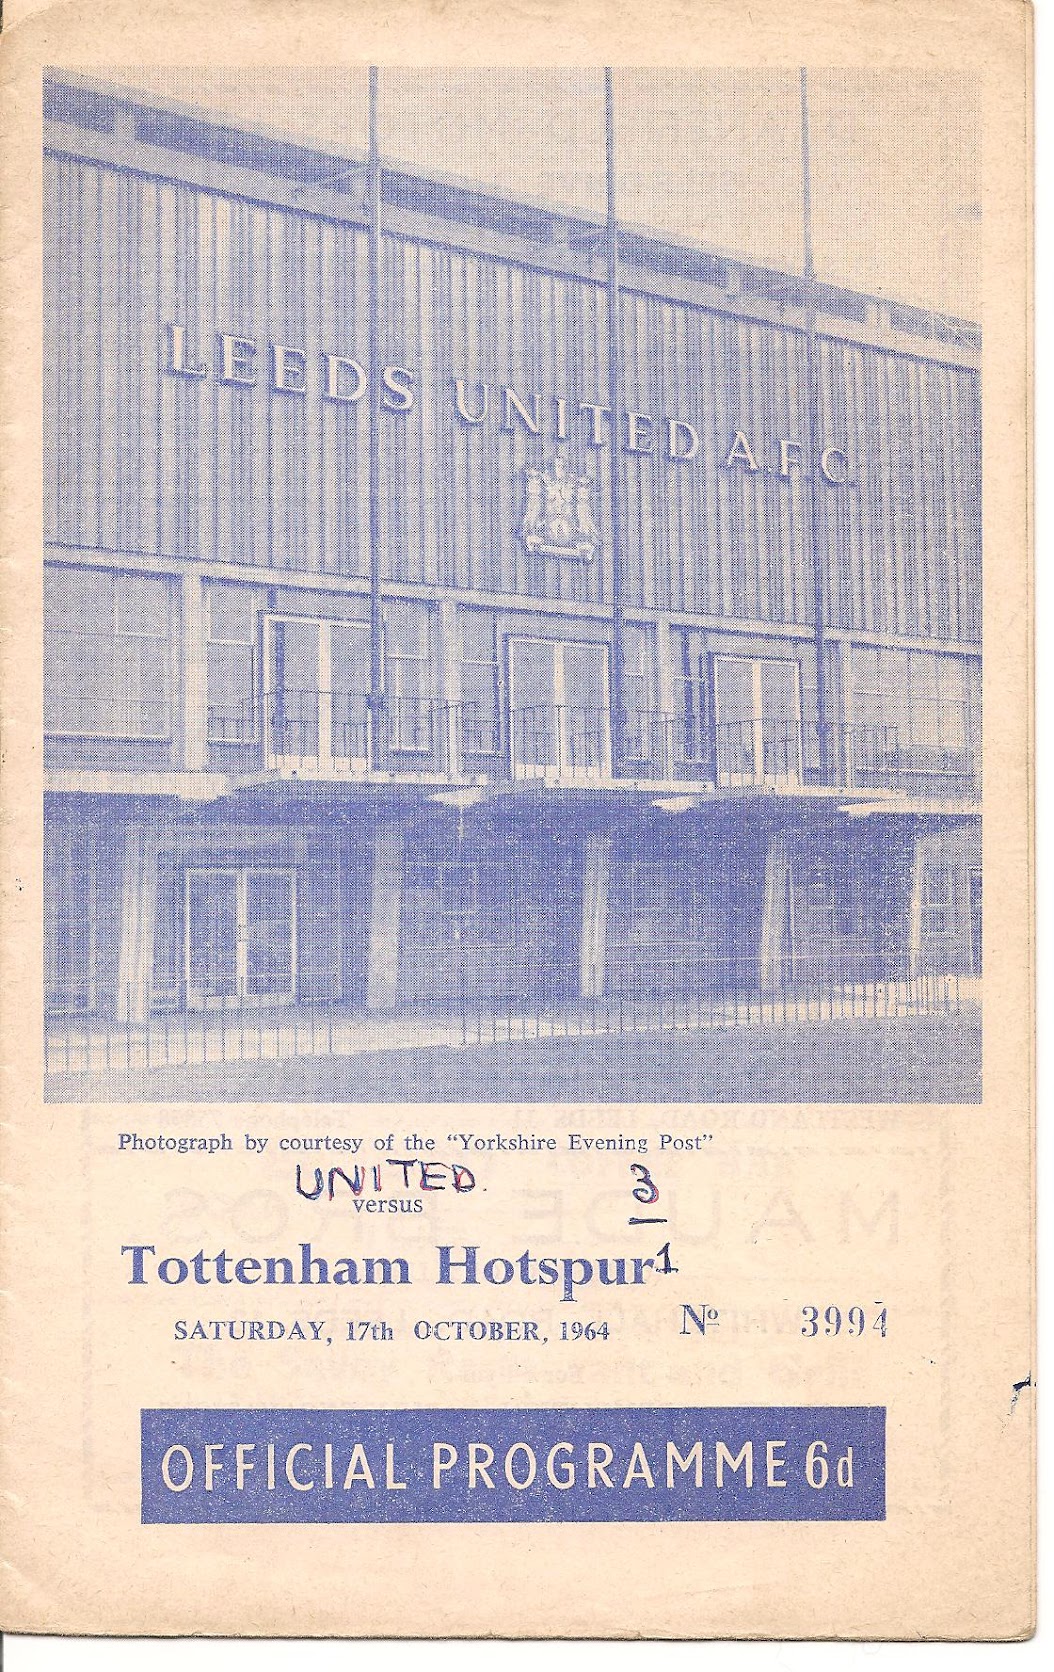 LEEDS UNITED A.F.C.
Photograph by courtesy of the "Yorkshire Evening Post"
UNITED. 3
versus
Tottenham Hotspur 1
SATURDAY, 17th OCTOBER, 1964 Nº 3994
OFFICIAL PROGRAMME 6d